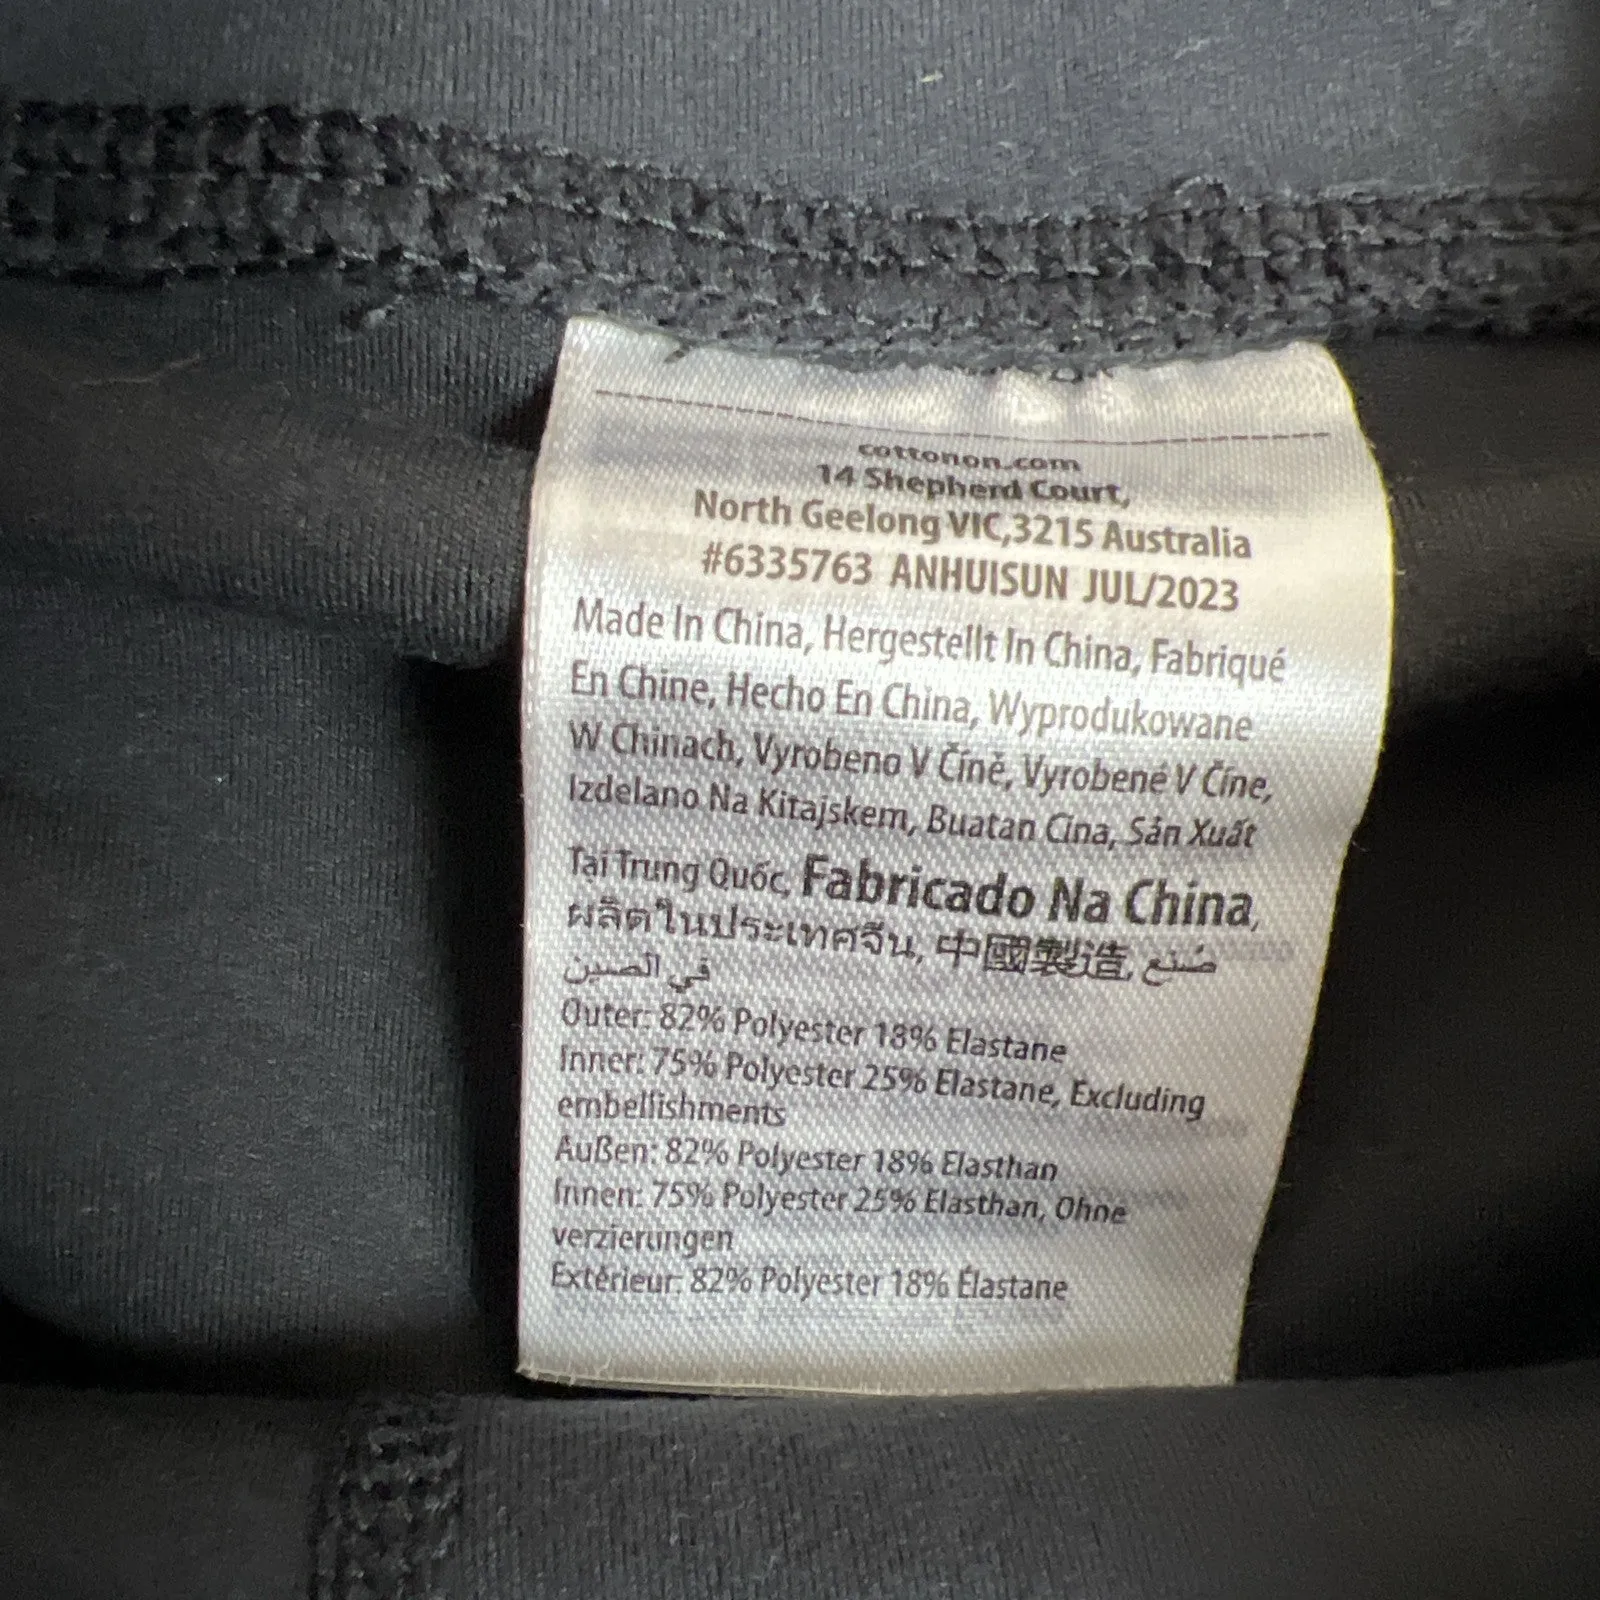 cottonon.com
14 Shepherd Court,
North Geelong VIC,3215 Australia
#6335763 ANHUISUN JUL/2023
Made In China, Hergestellt In China, Fabriqué
En Chine, Hecho En China, Wyprodukowane
W Chinach, Vyrobeno V Číně, Vyrobené V Číne,
Izdelano Na Kitajskem, Buatan Cina, Sản Xuất
Tại Trung Quốc, Fabricado Na China,
ผลิตในประเทศจีน, 中國製造, صُنع
في الصين
Outer: 82% Polyester 18% Elastane
Inner: 75% Polyester 25% Elastane, Excluding
embellishments
Außen: 82% Polyester 18% Elasthan
Innen: 75% Polyester 25% Elasthan, Ohne
verzierungen
Extérieur: 82% Polyester 18% Élastane